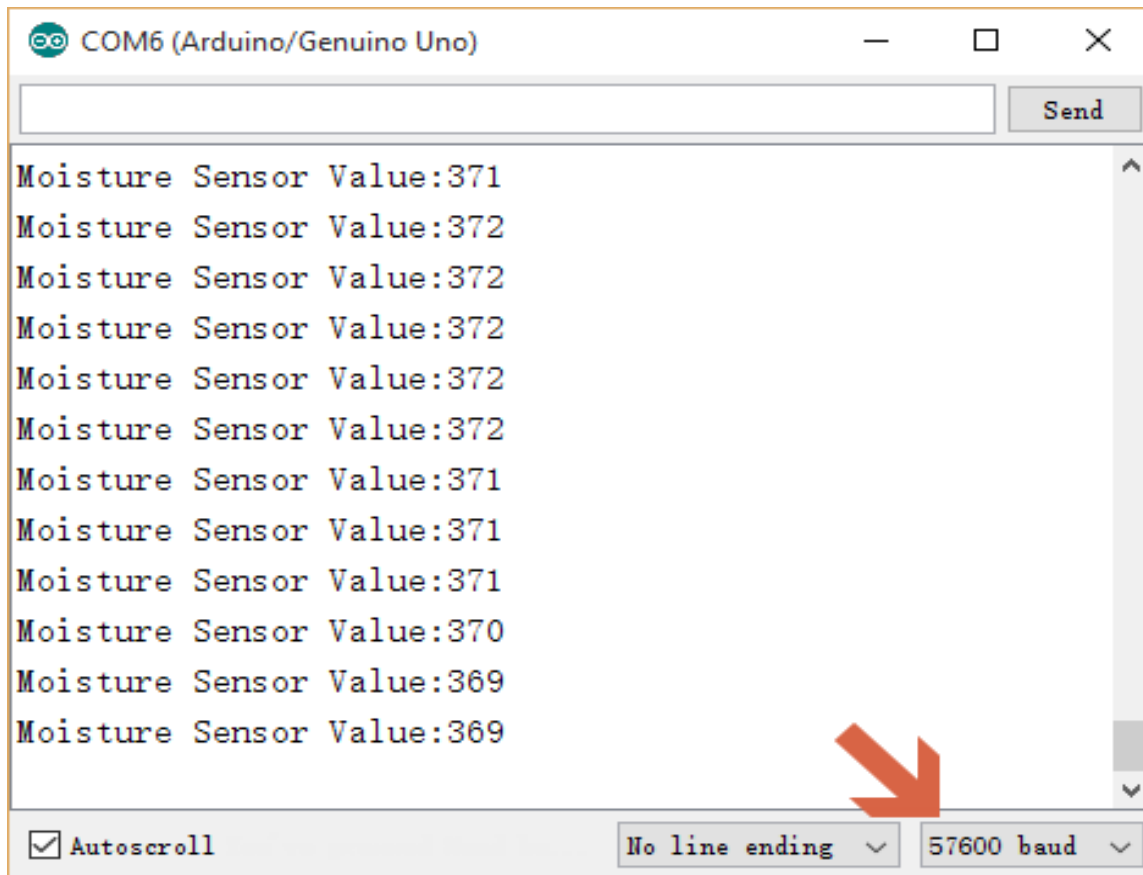 COM6 (Arduino/Genuino Uno)
Send
Moisture Sensor Value:371
Moisture Sensor Value:372
Moisture Sensor Value:372
Moisture Sensor Value:372
Moisture Sensor Value:372
Moisture Sensor Value:372
Moisture Sensor Value:371
Moisture Sensor Value:371
Moisture Sensor Value:371
Moisture Sensor Value:370
Moisture Sensor Value:369
Moisture Sensor Value:369
Autoscroll No line ending 57600 baud